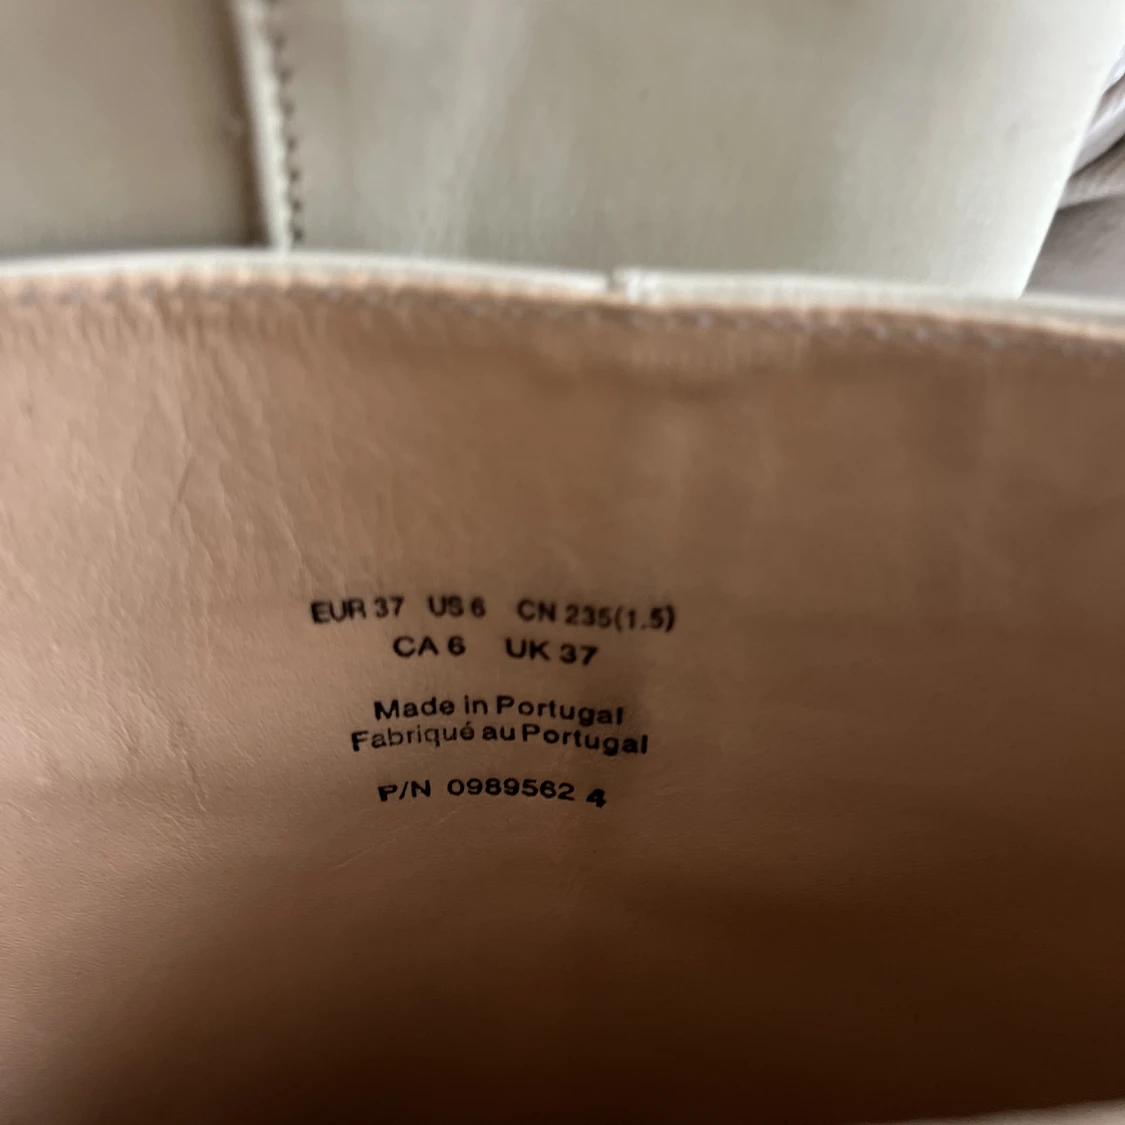 EUR 37 US 6 CN 235(1.5)
CA 6 UK 37
Made in Portugal
Fabriqué au Portugal
P/N 0989562 4